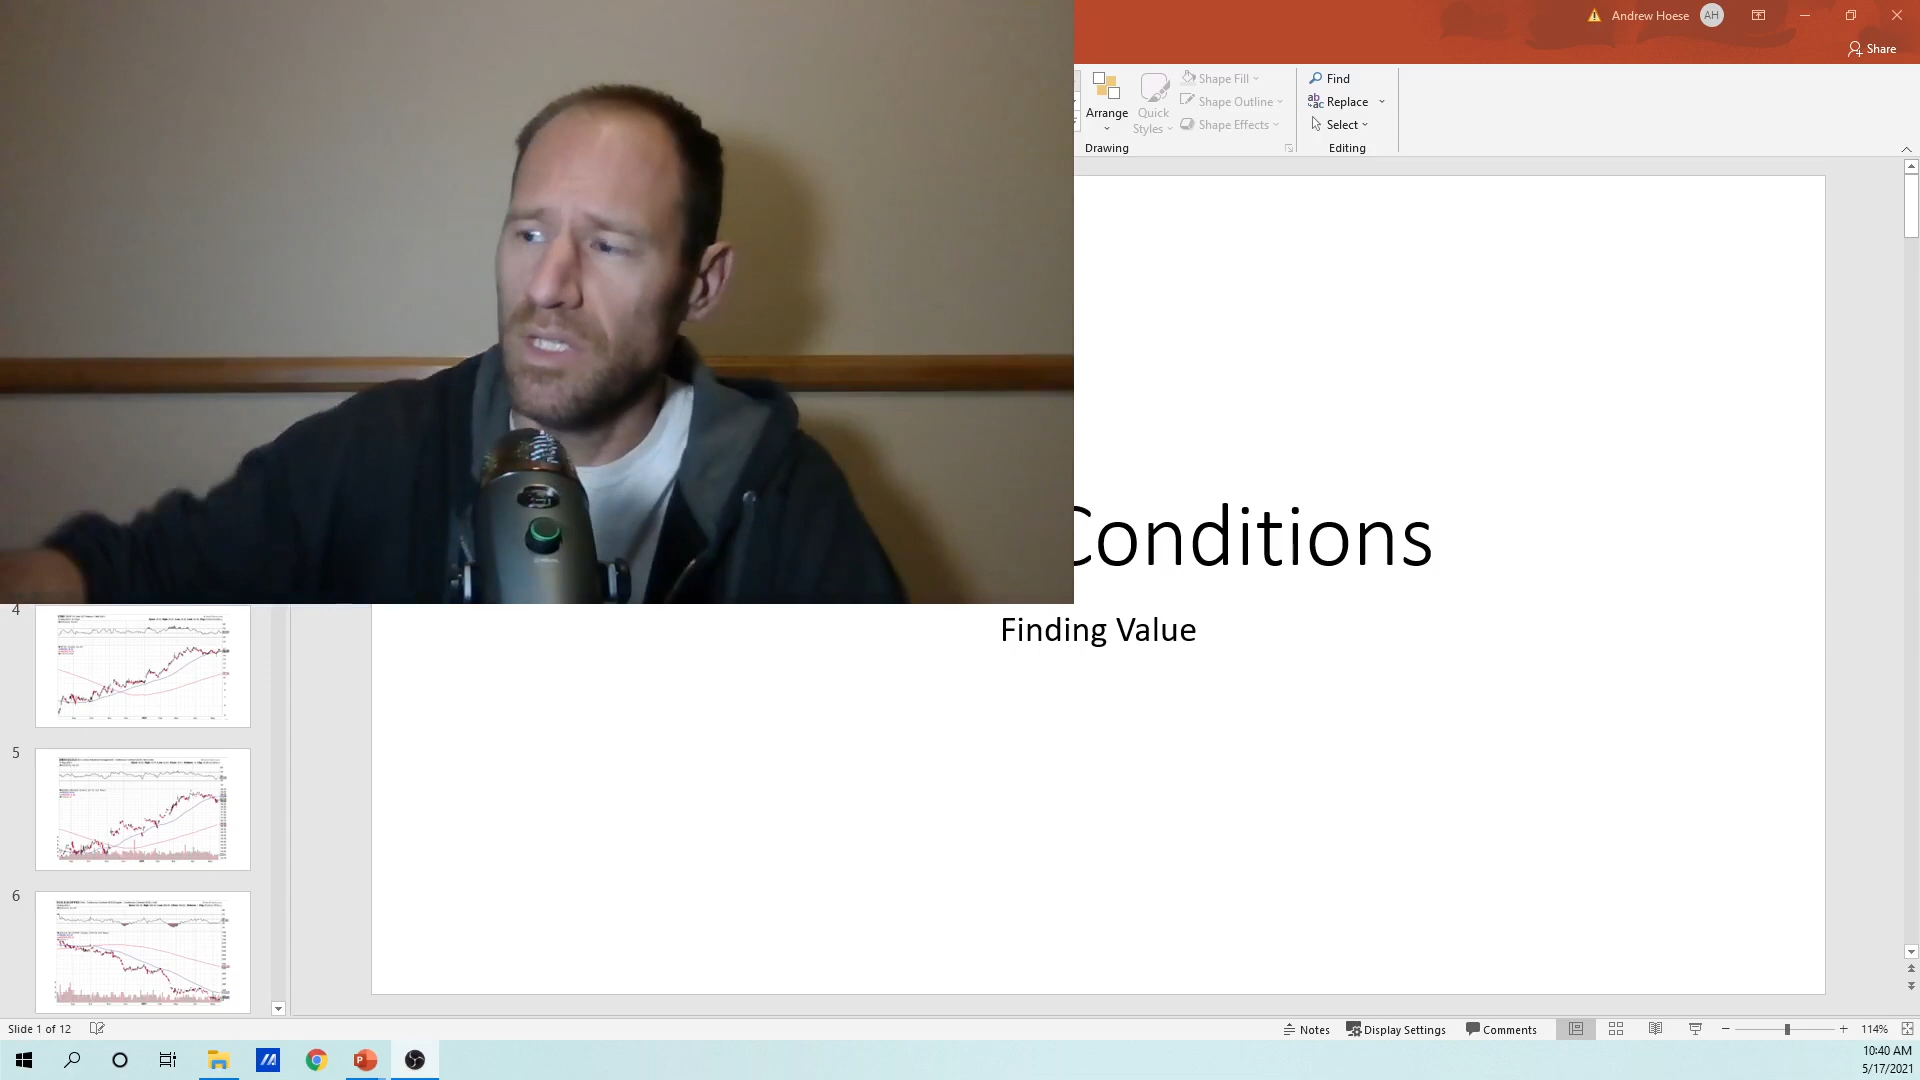 Andrew Hoese
AH
Share
Shape Fill
Find
Shape Outline
Replace
Arrange
Quick
Styles
Shape Effects
Select
Drawing
Editing
Conditions
Finding Value
4
5
6
Slide 1 of 12
Notes
Display Settings
Comments
114%
10:40 AM
5/17/2021